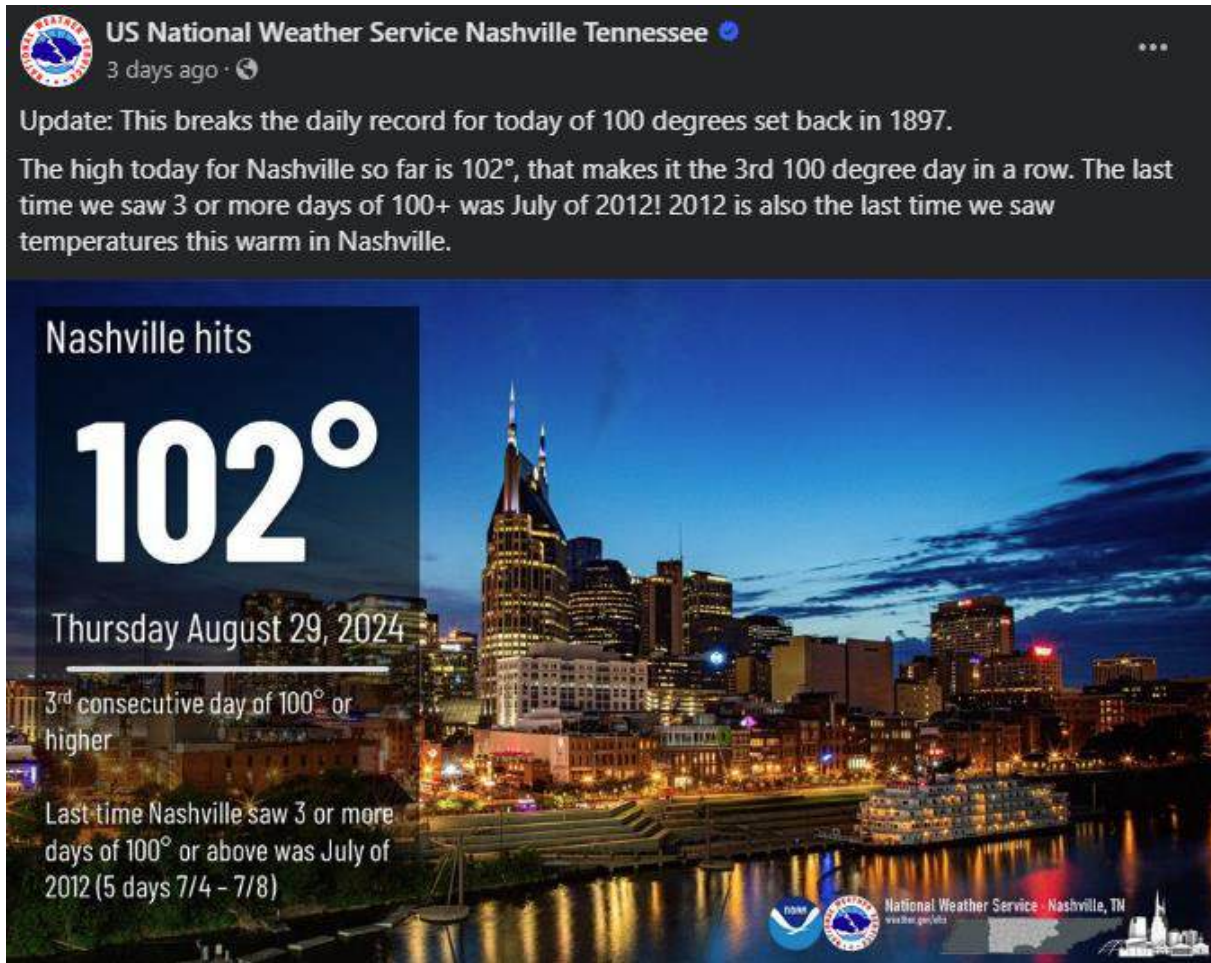 US National Weather Service Nashville Tennessee
3 days ago ·
Update: This breaks the daily record for today of 100 degrees set back in 1897.
The high today for Nashville so far is 102°, that makes it the 3rd 100 degree day in a row. The last
time we saw 3 or more days of 100+ was July of 2012! 2012 is also the last time we saw
temperatures this warm in Nashville.
Nashville hits
102°
Thursday August 29, 2024
3rd consecutive day of 100° or
higher
Last time Nashville saw 3 or more
days of 100° or above was July of
2012 (5 days 7/4 – 7/8)
NOAA
National Weather Service - Nashville, TN